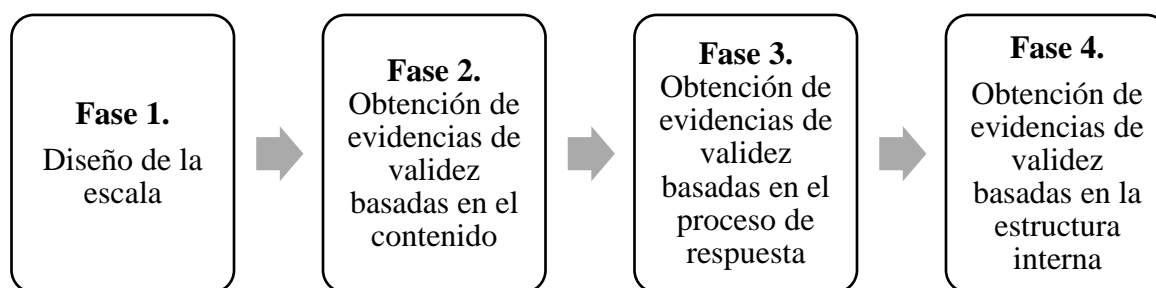 Fase 1.
Diseño de la
escala
Fase 2.
Obtención de
evidencias de
validez
basadas en el
contenido
Fase 3.
Obtención de
evidencias de
validez
basadas en el
proceso de
respuesta
Fase 4.
Obtención de
evidencias de
validez
basadas en la
estructura
interna